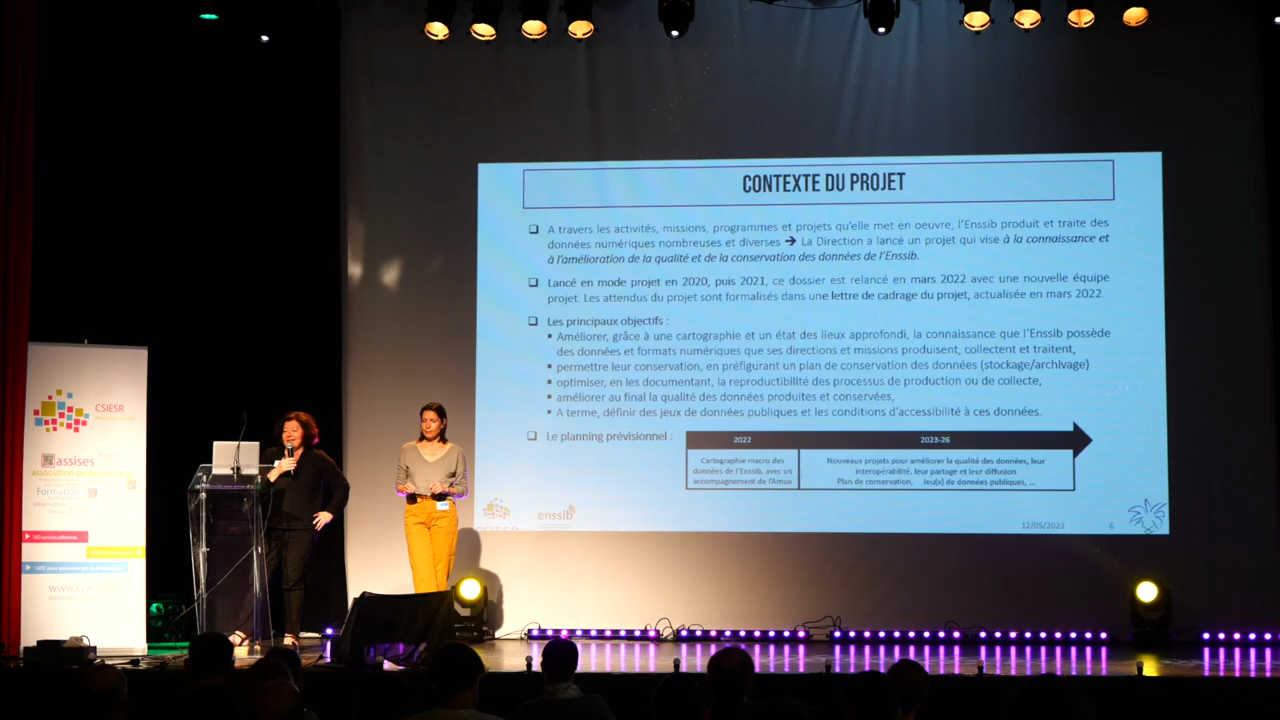 CONTEXTE DU PROJET
A travers les activités, missions, programmes et projets qu'elle met en oeuvre, l'Enssib produit et traite des
données numériques nombreuses et diverses ➔ La Direction a lancé un projet qui vise à la connaissance et
à l'amélioration de la qualité et de la conservation des données de l'Enssib.
Lancé en mode projet en 2020, puis 2021, ce dossier est relancé en mars 2022 avec une nouvelle équipe
projet. Les attendus du projet sont formalisés dans une lettre de cadrage du projet, actualisée en mars 2022.
Les principaux objectifs :
Améliorer, grâce à une cartographie et un état des lieux approfondi, la connaissance que l'Enssib possède
des données et formats numériques que ses directions et missions produisent, collectent et traitent,
permettre leur conservation, en préfigurant un plan de conservation des données (stockage/archivage)
optimiser, en les documentant, la reproductibilité des processus de production ou de collecte,
améliorer au final la qualité des données produites et conservées,
A terme, définir des jeux de données publiques et les conditions d'accessibilité à ces données.
Le planning prévisionnel :
2022
2023-26
Cartographie macro des
données de l'Enssib, avec un
accompagnement de l'Amue
Nouveaux projets pour améliorer la qualité des données, leur
interopérabilité, leur partage et leur diffusion
Plan de conservation, Jeu(x) de données publiques, ...
CSIESR
enssib
12/05/2023
6
CSIESR
assises
association
Formation